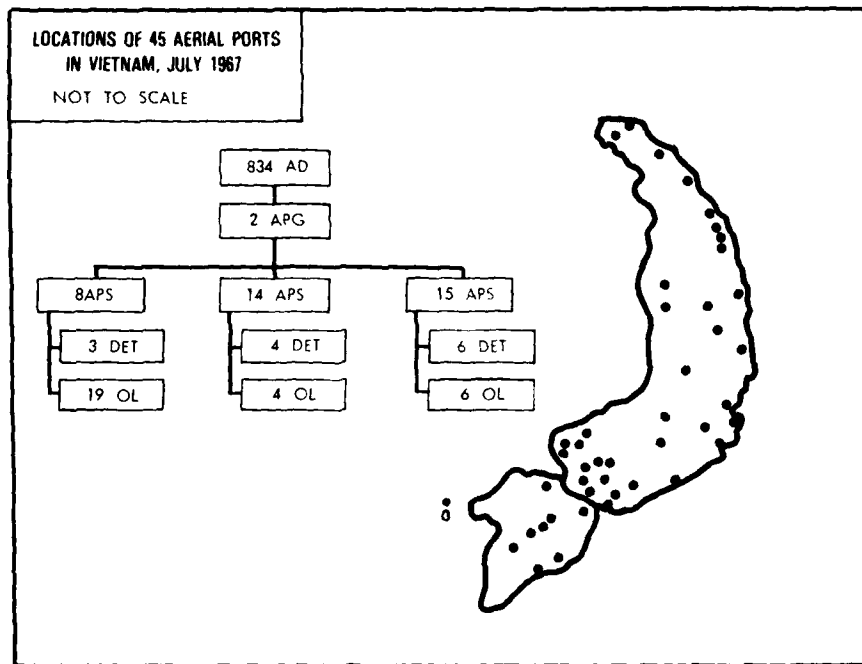 LOCATIONS OF 45 AERIAL PORTS
IN VIETNAM, JULY 1967
NOT TO SCALE
834 AD
2 APG
8APS
14 APS
15 APS
3 DET
4 DET
6 DET
19 OL
4 OL
6 OL